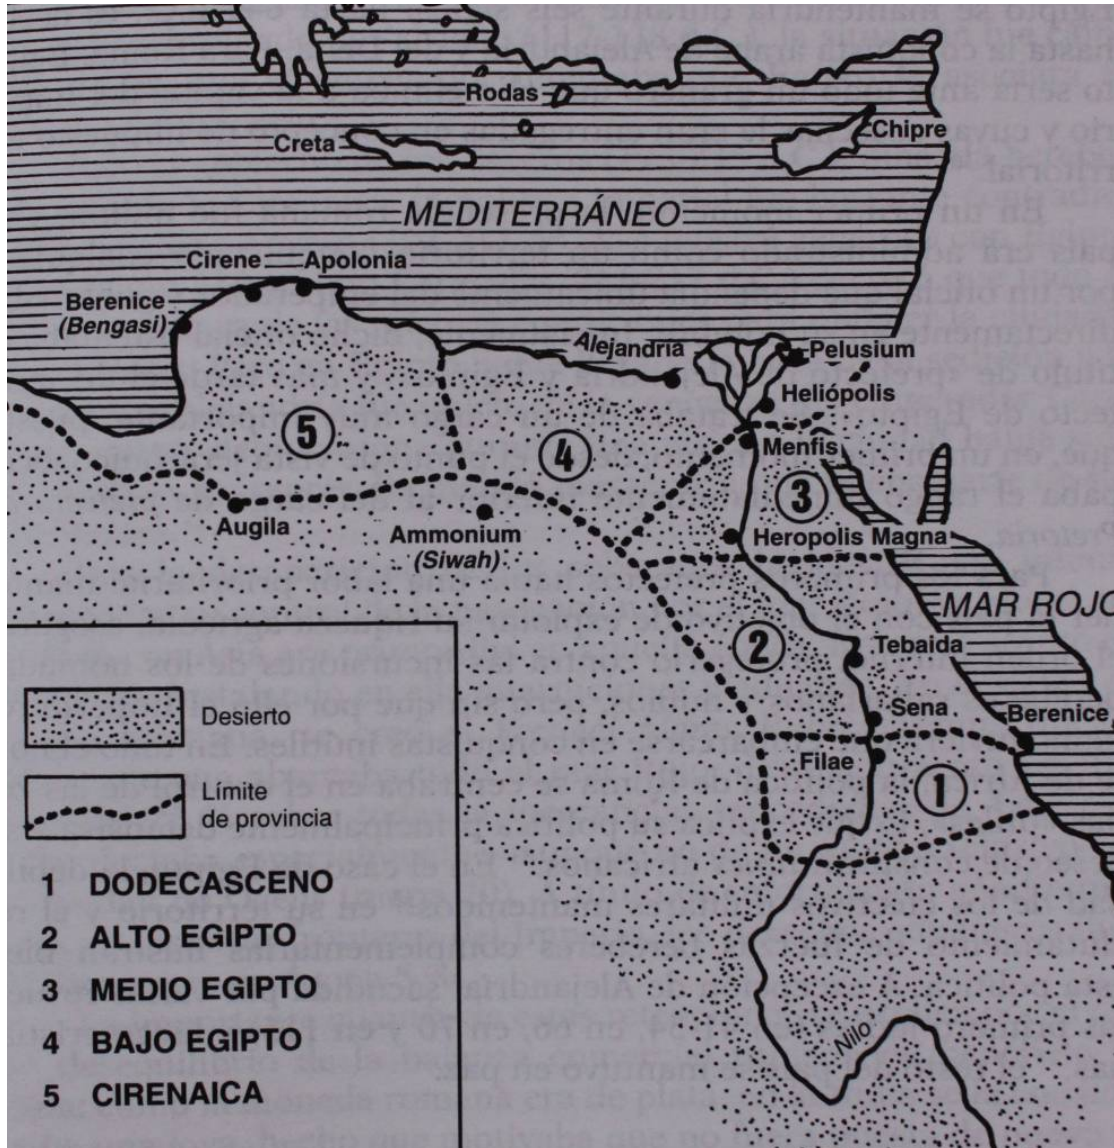 Rodas
Creta
Chipre
MEDITERRÁNEO
Cirene
Apolonia
Berenice
(Bengasi)
Alejandría
Pelusium
Heliópolis
5
4
Menfis
3
Augila
Ammonium
(Siwah)
Heropolis Magna
MAR ROJO
2
Tebaida
Desierto
Sena
Berenice
Filae
1
Límite
de provincia
1 DODECASCENO
2 ALTO EGIPTO
3 MEDIO EGIPTO
4 BAJO EGIPTO
5 CIRENAICA
Nilo